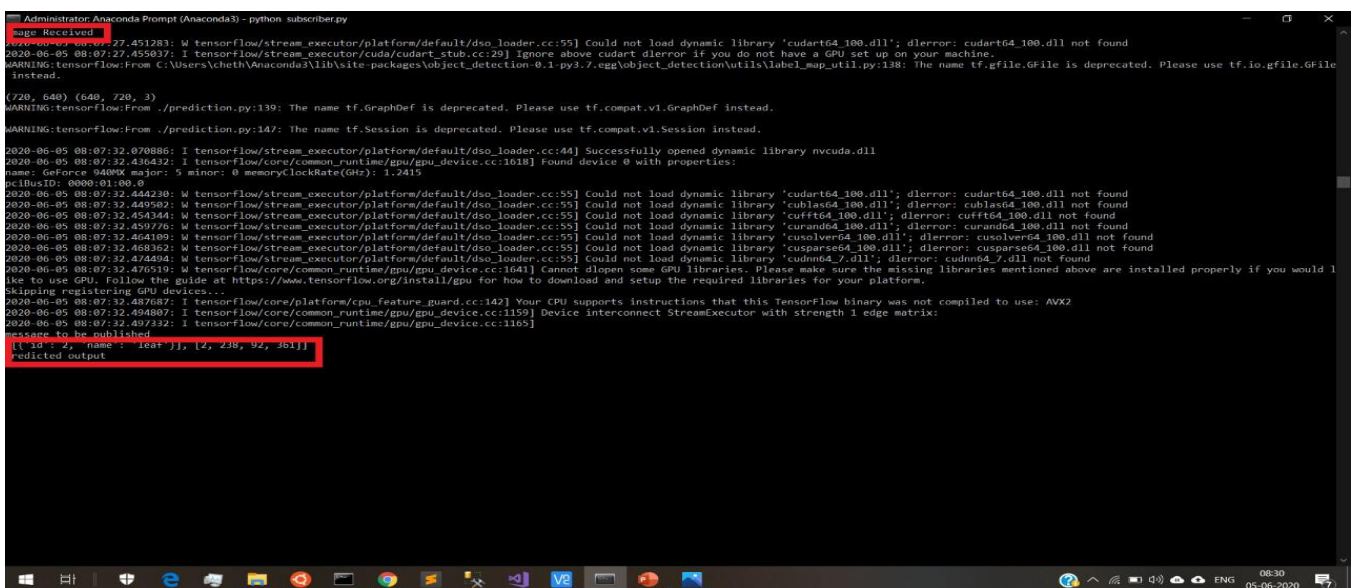 Administrator: Anaconda Prompt (Anaconda3) - python subscriber.py
mage Received
2020-06-05 08:07:27.451283: W tensorflow/stream_executor/platform/default/dso_loader.cc:55] Could not load dynamic library 'cudart64_100.dll'; dlerror: cudart64_100.dll not found
2020-06-05 08:07:27.455037: I tensorflow/stream_executor/cuda/cudart_stub.cc:29] Ignore above cudart dlerror if you do not have a GPU set up on your machine.
WARNING:tensorflow:From C:\Users\cheth\Anaconda3\lib\site-packages\object_detection-0.1-py3.7.egg\object_detection\utils\label_map_util.py:138: The name tf.gfile.GFile is deprecated. Please use tf.io.gfile.GFile
instead.
(720, 640) (640, 720, 3)
WARNING:tensorflow:From ./prediction.py:139: The name tf.GraphDef is deprecated. Please use tf.compat.v1.GraphDef instead.
WARNING:tensorflow:From ./prediction.py:147: The name tf.Session is deprecated. Please use tf.compat.v1.Session instead.
2020-06-05 08:07:32.070886: I tensorflow/stream_executor/platform/default/dso_loader.cc:44] Successfully opened dynamic library nvcuda.dll
2020-06-05 08:07:32.436432: I tensorflow/core/common_runtime/gpu/gpu_device.cc:1618] Found device 0 with properties:
name: GeForce 940MX major: 5 minor: 0 memoryClockRate(GHz): 1.2415
pciBusID: 0000:01:00.0
2020-06-05 08:07:32.444230: W tensorflow/stream_executor/platform/default/dso_loader.cc:55] Could not load dynamic library 'cudart64_100.dll'; dlerror: cudart64_100.dll not found
2020-06-05 08:07:32.449502: W tensorflow/stream_executor/platform/default/dso_loader.cc:55] Could not load dynamic library 'cublas64_100.dll'; dlerror: cublas64_100.dll not found
2020-06-05 08:07:32.454344: W tensorflow/stream_executor/platform/default/dso_loader.cc:55] Could not load dynamic library 'cufft64_100.dll'; dlerror: cufft64_100.dll not found
2020-06-05 08:07:32.459776: W tensorflow/stream_executor/platform/default/dso_loader.cc:55] Could not load dynamic library 'curand64_100.dll'; dlerror: curand64_100.dll not found
2020-06-05 08:07:32.464109: W tensorflow/stream_executor/platform/default/dso_loader.cc:55] Could not load dynamic library 'cusolver64_100.dll'; dlerror: cusolver64_100.dll not found
2020-06-05 08:07:32.468362: W tensorflow/stream_executor/platform/default/dso_loader.cc:55] Could not load dynamic library 'cusparse64_100.dll'; dlerror: cusparse64_100.dll not found
2020-06-05 08:07:32.474494: W tensorflow/stream_executor/platform/default/dso_loader.cc:55] Could not load dynamic library 'cudnn64_7.dll'; dlerror: cudnn64_7.dll not found
2020-06-05 08:07:32.476519: W tensorflow/core/common_runtime/gpu/gpu_device.cc:1641] Cannot dlopen some GPU libraries. Please make sure the missing libraries mentioned above are installed properly if you would l
ike to use GPU. Follow the guide at https://www.tensorflow.org/install/gpu for how to download and setup the required libraries for your platform.
Skipping registering GPU devices...
2020-06-05 08:07:32.487687: I tensorflow/core/platform/cpu_feature_guard.cc:142] Your CPU supports instructions that this TensorFlow binary was not compiled to use: AVX2
2020-06-05 08:07:32.494807: I tensorflow/core/common_runtime/gpu/gpu_device.cc:1159] Device interconnect StreamExecutor with strength 1 edge matrix:
2020-06-05 08:07:32.497332: I tensorflow/core/common_runtime/gpu/gpu_device.cc:1165]
message to be published
[[{'id': 2, 'name': 'leaf'}], [2, 238, 92, 361]]
redicted output
ENG
08:30
05-06-2020